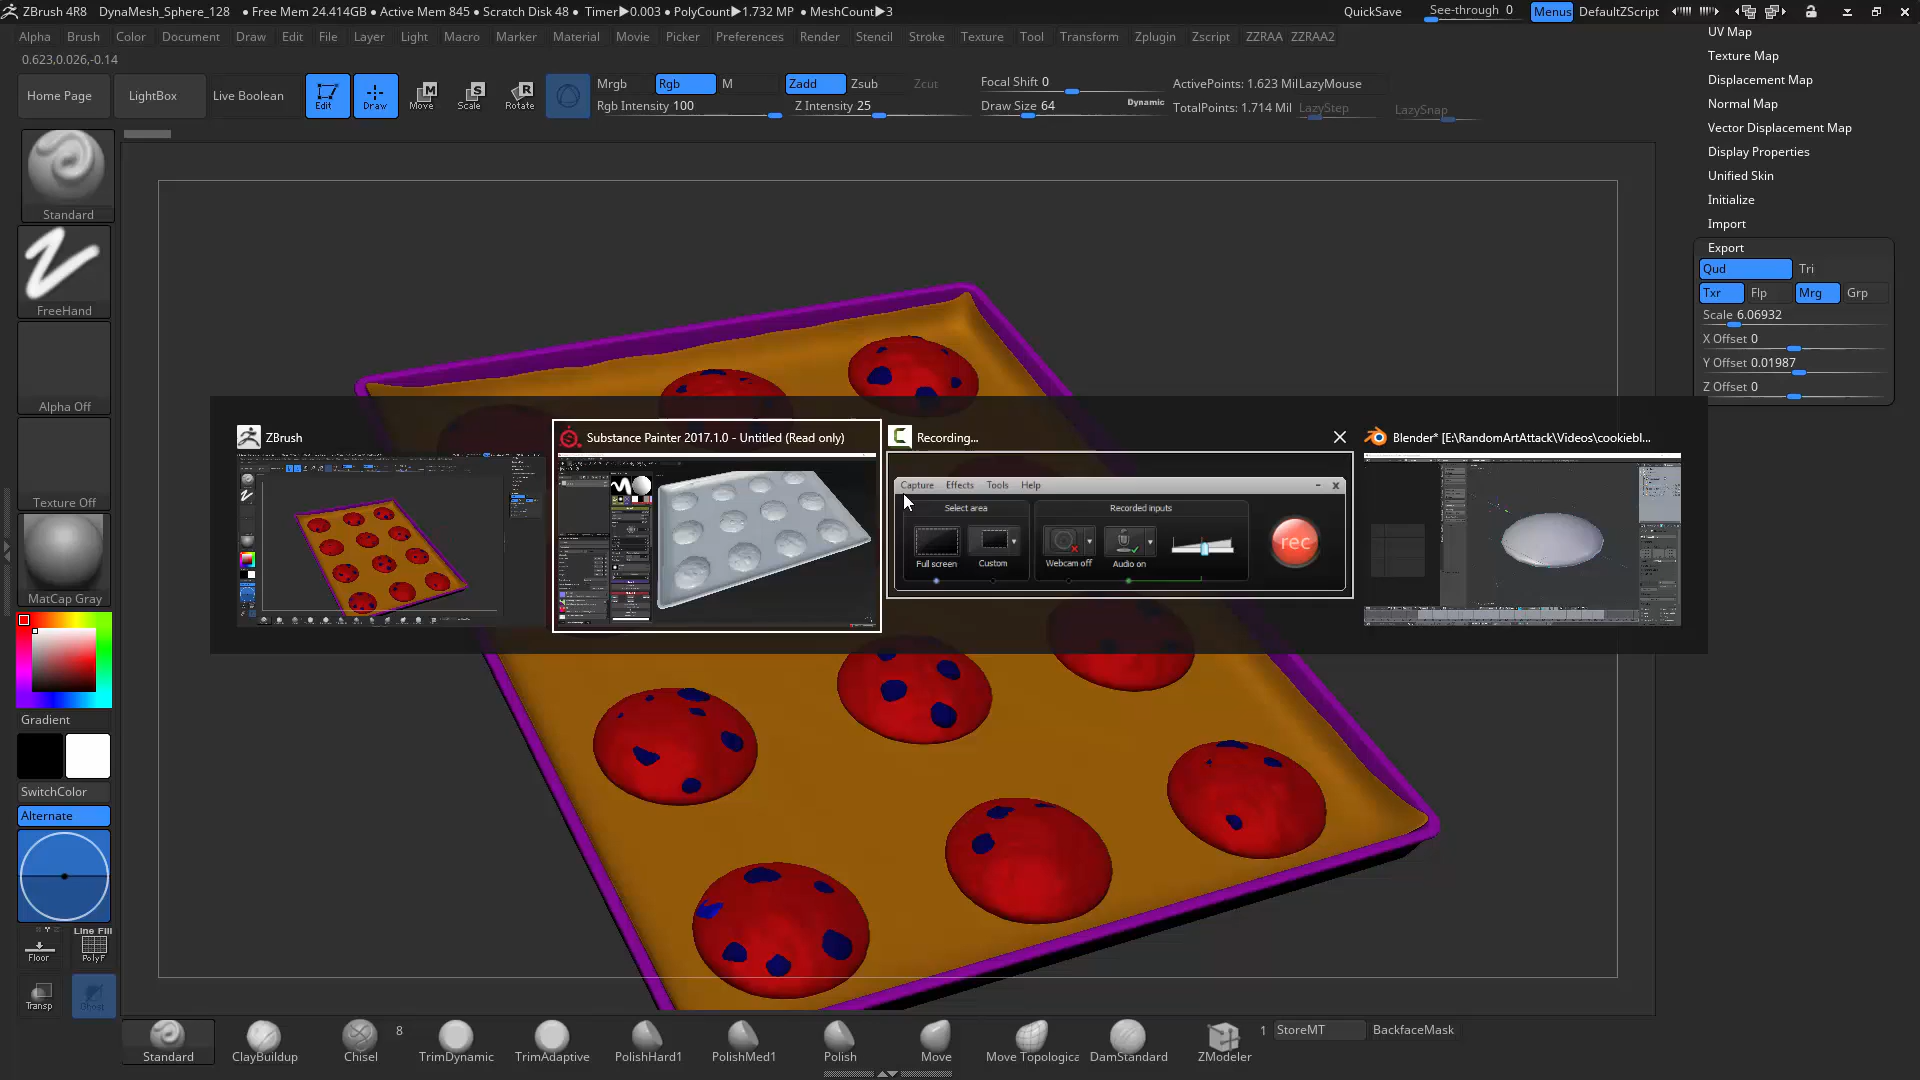 ZBrush 4R8 DynaMesh_Sphere_128 ● Free Mem 24.414GB ● Active Mem 845 ● Scratch Disk 48 ● Timer▶0.003 ● PolyCount▶1.732 MP ● MeshCount▶3 QuickSave See-through 0 Menus DefaultZScript
Alpha Brush Color Document Draw Edit File Layer Light Macro Marker Material Movie Picker Preferences Render Stencil Stroke Texture Tool Transform Zplugin Zscript ZZRAA ZZRAA2
0.623,0.026,-0.14
Home Page LightBox Live Boolean Edit Draw Move Scale Rotate
Mrgb Rgb M Zadd Zsub Zcut Focal Shift 0 ActivePoints: 1.623 Mil LazyMouse
Rgb Intensity 100 Z Intensity 25 Draw Size 64 Dynamic TotalPoints: 1.714 Mil LazyStep LazySnap
UV Map
Texture Map
Displacement Map
Normal Map
Vector Displacement Map
Display Properties
Unified Skin
Initialize
Import
Export
Qud Tri
Txr Flp Mrg Grp
Scale 6.06932
X Offset 0
Y Offset 0.01987
Z Offset 0
Standard
FreeHand
Alpha Off
Texture Off
MatCap Gray
Gradient
SwitchColor
Alternate
Line Fill
Floor PolyF
Transp Ghost
ZBrush
Substance Painter 2017.1.0 - Untitled (Read only)
Recording...
Blender* [E:\RandomArtAttack\Videos\cookiebl...
Capture Effects Tools Help
Select area Recorded inputs
Full screen Custom Webcam off Audio on rec
Standard ClayBuildup Chisel 8 TrimDynamic TrimAdaptive PolishHard1 PolishMed1 Polish Move Move Topologica DamStandard ZModeler 1 StoreMT BackfaceMask